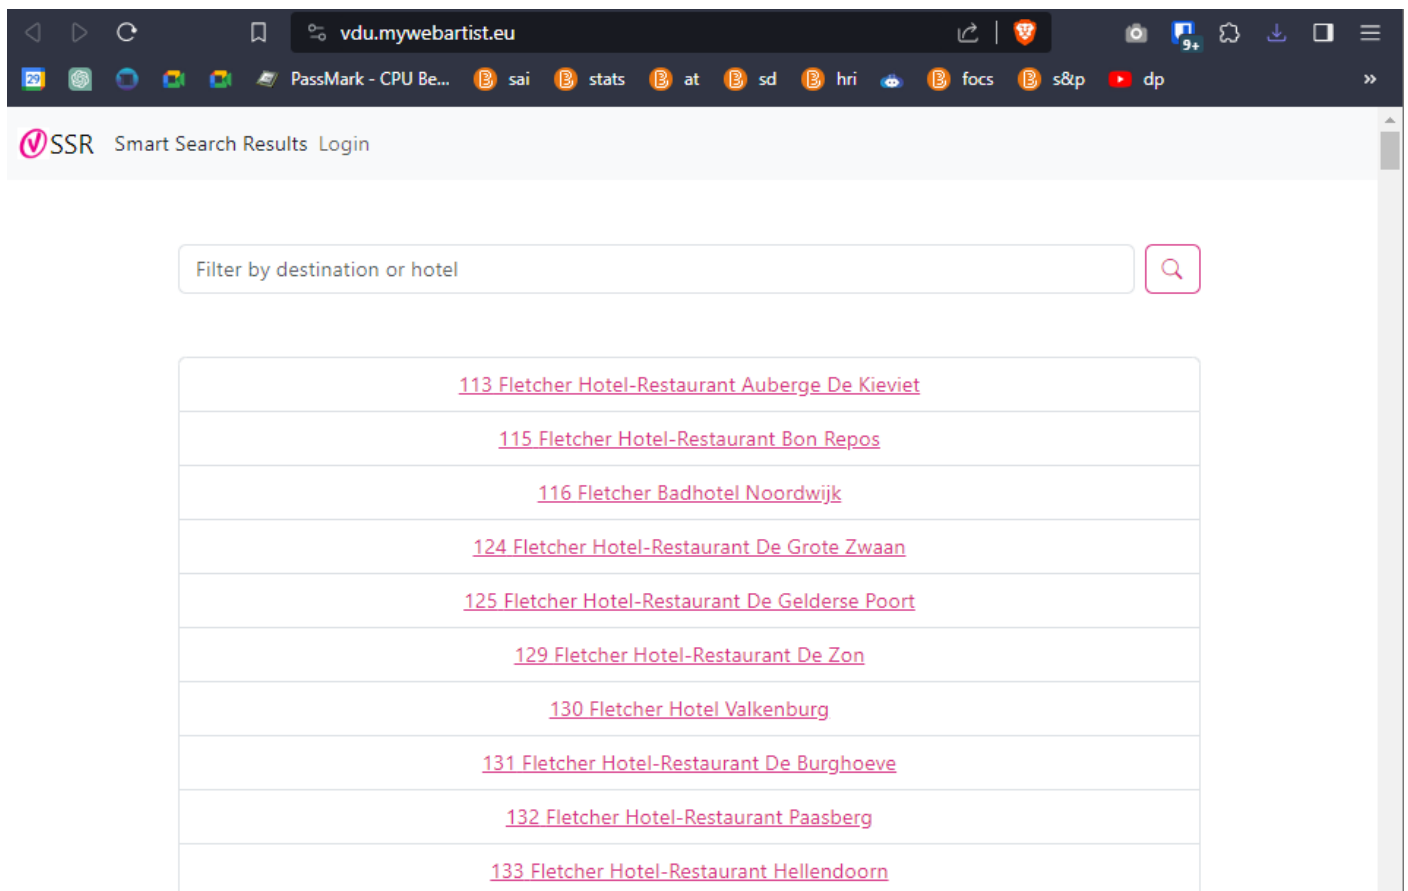 vdu.mywebartist.eu
9+
29
PassMark - CPU Be...
sai
stats
at
sd
hri
focs
s&p
dp
»
SSR Smart Search Results Login
Filter by destination or hotel
113 Fletcher Hotel-Restaurant Auberge De Kieviet
115 Fletcher Hotel-Restaurant Bon Repos
116 Fletcher Badhotel Noordwijk
124 Fletcher Hotel-Restaurant De Grote Zwaan
125 Fletcher Hotel-Restaurant De Gelderse Poort
129 Fletcher Hotel-Restaurant De Zon
130 Fletcher Hotel Valkenburg
131 Fletcher Hotel-Restaurant De Burghoeve
132 Fletcher Hotel-Restaurant Paasberg
133 Fletcher Hotel-Restaurant Hellendoorn